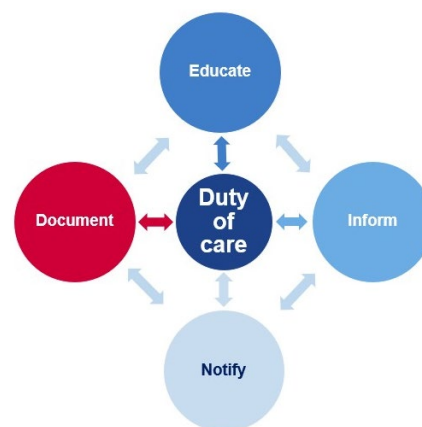 Educate
Document
Duty
of
care
Inform
Notify